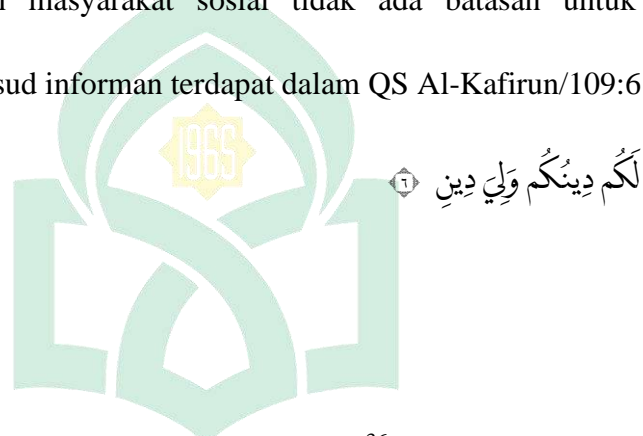 masyarakat sosial tidak ada batasan untuk
sud informan terdapat dalam QS Al-Kafirun/109:6
1965
لَكُم دِينُكُم وَلِيَ دِينِ ٦